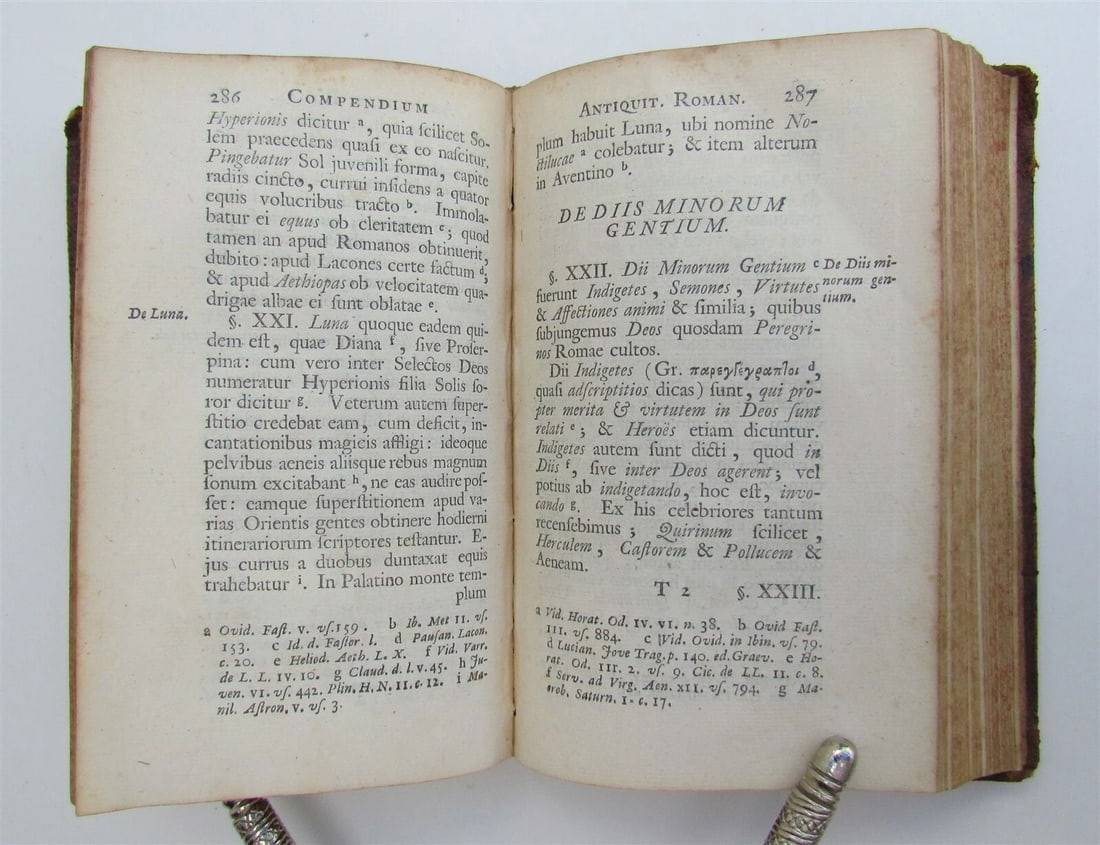 286 COMPENDIUM
Hyperionis dicitur a, quia ſcilicet So-
lem praecedens quaſi ex eo naſcitur.
Pingebatur Sol juvenili forma, capite
radiis cincto, currui inſidens a quator
equis volucribus tracto b. Immola-
batur ei equus ob cleritatem c; quod
tamen an apud Romanos obtinuerit,
dubito: apud Lacones certe factum d;
& apud Aethiopas ob velocitatem qua-
drigae albae ei ſunt oblatae e.
De Luna.
§. XXI. Luna quoque eadem qui-
dem eſt, quae Diana f, ſive Proſer-
pina: cum vero inter Selectos Deos
numeratur Hyperionis filia Solis ſo-
ror dicitur g. Veterum autem ſuper-
ſtitio credebat eam, cum deficit, in-
cantationibus magicis affligi: ideoque
pelvibus aeneis aliisque rebus magnum
ſonum excitabant h, ne eas audire poſ-
ſet: eamque ſuperſtitionem apud va-
rias Orientis gentes obtinere hodierni
itinerariorum ſcriptores teſtantur. E-
jus currus a duobus duntaxat equis
trahebatur i. In Palatino monte tem-
plum
a Ovid. Faſt. v. vſ. 159. b Ib. Met II. vſ.
153. c Id. d. Faſtor. l. d Pauſan. Lacon.
c. 20. e Heliod. Aeth. L. X. f Vid. Varr.
de L. L. IV. 10. g Claud. d. l. v. 45. h Ju-
ven. VI. vſ. 442. Plin. H. N. II. c. 12. i Ma-
nil. Aſtron. v. vſ. 3.
ANTIQUIT. ROMAN. 287
plum habuit Luna, ubi nomine No-
ctilucae a colebatur; & item alterum
in Aventino b.
DE DIIS MINORUM
GENTIUM.
§. XXII. Dii Minorum Gentium c
fuerunt Indigetes, Semones, Virtutes
& Affectiones animi & ſimilia; quibus
ſubjungemus Deos quosdam Peregri-
nos Romae cultos.
De Diis mi-
norum gen-
tium.
Dii Indigetes (Gr. παρεγγεγραπτοι d,
quaſi adſcriptitios dicas) ſunt, qui pro-
pter merita & virtutem in Deos ſunt
relati e; & Heroës etiam dicuntur.
Indigetes autem ſunt dicti, quod in
Diis f, ſive inter Deos agerent; vel
potius ab indigetando, hoc eſt, invo-
cando g. Ex his celebriores tantum
recenſebimus; Quirinum ſcilicet,
Herculem, Caſtorem & Pollucem &
Aeneam.
T 2 §. XXIII.
a Vid. Horat. Od. IV. VI. n. 38. b Ovid Faſt.
III. vſ. 884. c Vid. Ovid. in Ibin. vſ. 79.
d Lucian. Jove Trag. p. 140. ed. Graev. e Ho-
rat. Od. III. 2. vſ. 9. Cic. de LL. II. c. 8.
f Serv. ad Virg. Aen. XII. vſ. 794. g Ma-
crob. Saturn. I. c. 17.